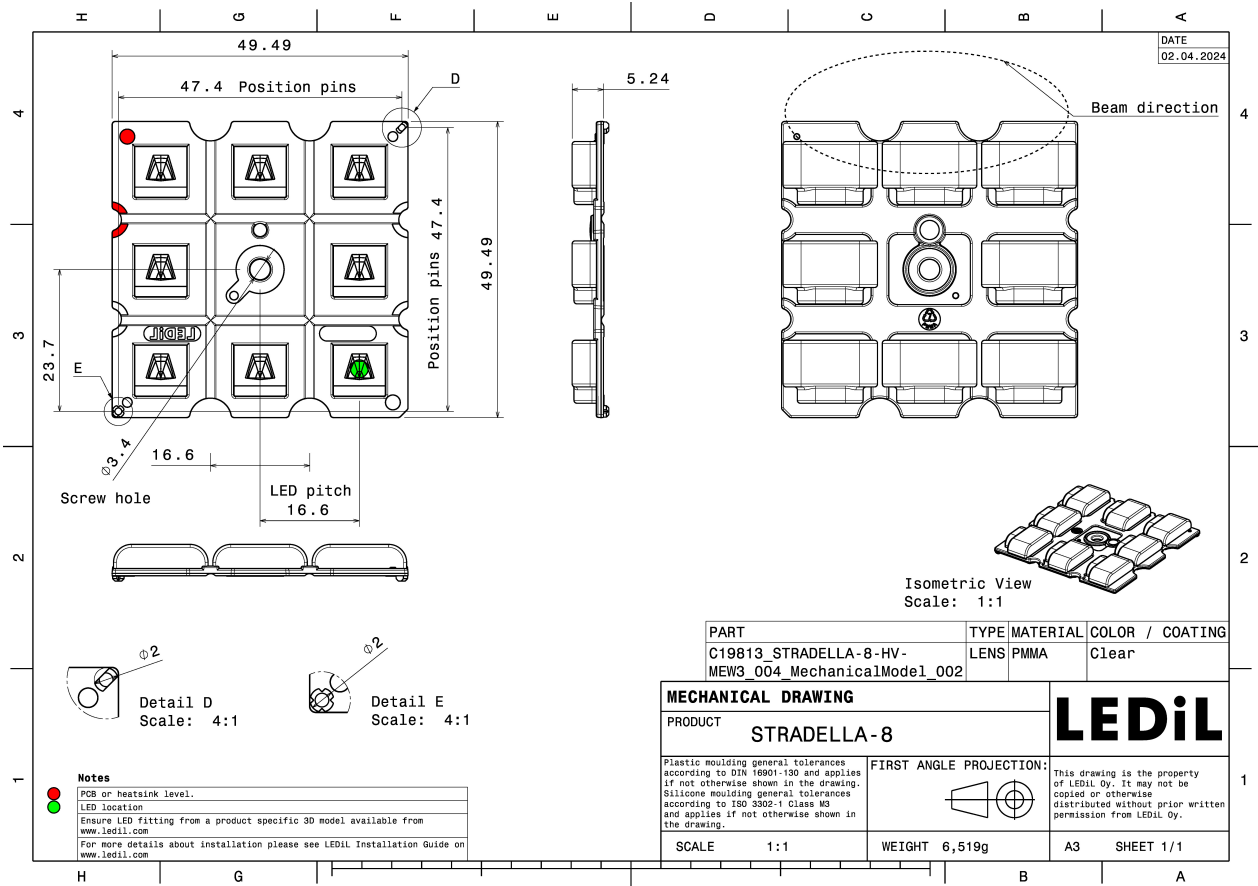 H G F E D C B A
DATE
02.04.2024
49.49
47.4 Position pins
D
5.24
Beam direction
4
4
Position pins 47.4
49.49
23.7
3
3
E
LEDiL
Ø3.4
16.6
Screw hole
LED pitch
16.6
2
2
Isometric View
Scale: 1:1
PART
TYPE
MATERIAL
COLOR / COATING
C19813_STRADELLA-8-HV-
MEW3_004_MechanicalModel_002
LENS
PMMA
Clear
Ø2
Detail D
Scale: 4:1
Ø2
Detail E
Scale: 4:1
MECHANICAL DRAWING
PRODUCT
STRADELLA-8
LEDiL
Plastic moulding general tolerances
according to DIN 16901-130 and applies
if not otherwise shown in the drawing.
Silicone moulding general tolerances
according to ISO 3302-1 Class M3
and applies if not otherwise shown in
the drawing.
FIRST ANGLE PROJECTION:
This drawing is the property
of LEDiL Oy. It may not be
copied or otherwise
distributed without prior written
permission from LEDiL Oy.
1
1
Notes
PCB or heatsink level.
LED location
Ensure LED fitting from a product specific 3D model available from
www.ledil.com
For more details about installation please see LEDiL Installation Guide on
www.ledil.com
SCALE 1:1
WEIGHT 6,519g
A3
SHEET 1/1
H G F B A